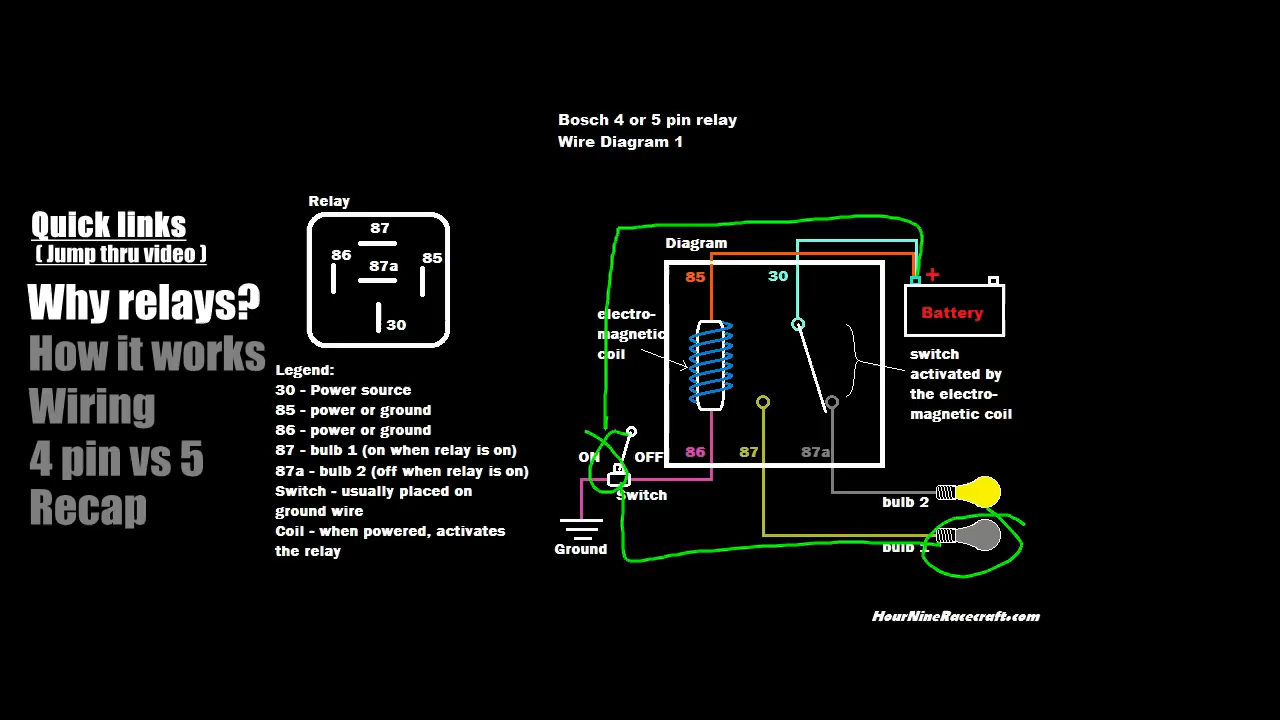 Bosch 4 or 5 pin relay
Wire Diagram 1
Quick links
( Jump thru video )
Why relays?
How it works
Wiring
4 pin vs 5
Recap
Relay
87
86
85
87a
30
Legend:
30 - Power source
85 - power or ground
86 - power or ground
87 - bulb 1 (on when relay is on)
87a - bulb 2 (off when relay is on)
Switch - usually placed on
ground wire
Coil - when powered, activates
the relay
Diagram
85
30
electro-
magnetic
coil
+
Battery
switch
activated by
the electro-
magnetic coil
86
87
87a
ON
OFF
Switch
Ground
bulb 2
bulb 1
HourNineRacecraft.com